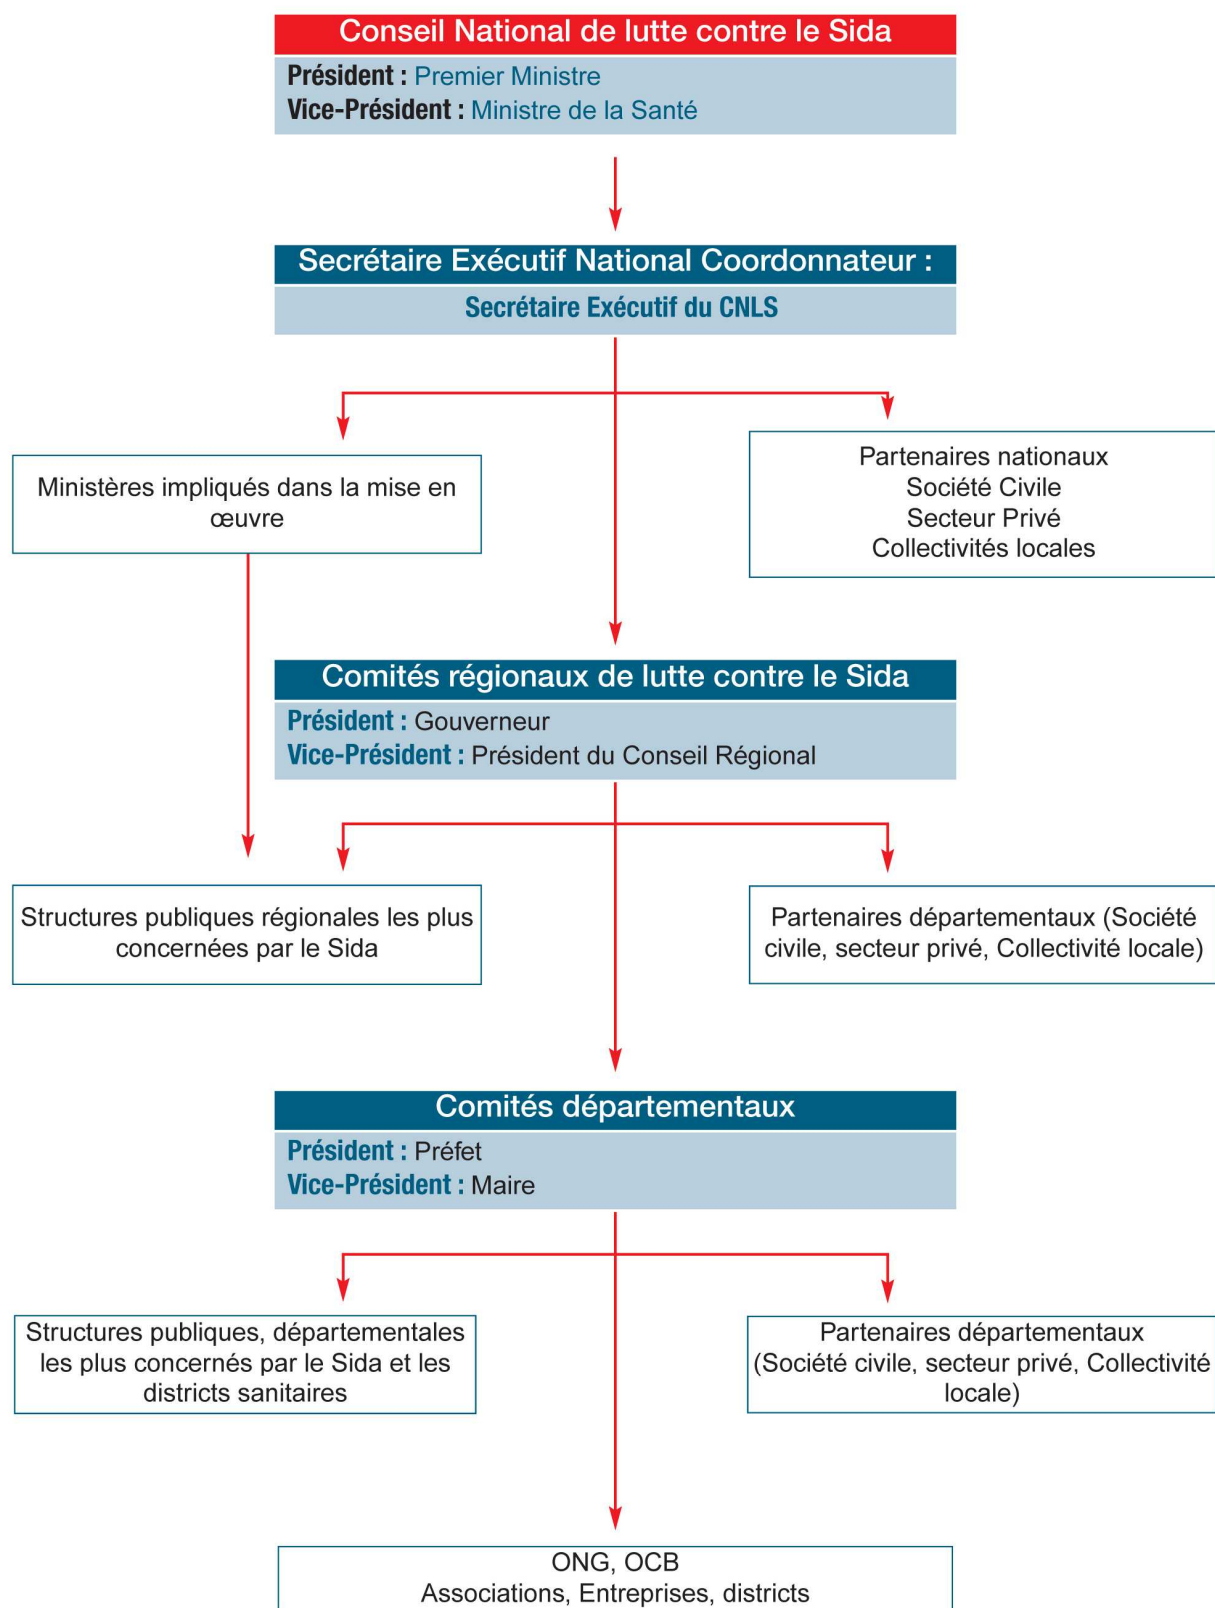 Conseil National de lutte contre le Sida
Président : Premier Ministre
Vice-Président : Ministre de la Santé
Secrétaire Exécutif National Coordonnateur :
Secrétaire Exécutif du CNLS
Ministères impliqués dans la mise en
œuvre
Partenaires nationaux
Société Civile
Secteur Privé
Collectivités locales
Comités régionaux de lutte contre le Sida
Président : Gouverneur
Vice-Président : Président du Conseil Régional
Structures publiques régionales les plus
concernées par le Sida
Partenaires départementaux (Société
civile, secteur privé, Collectivité locale)
Comités départementaux
Président : Préfet
Vice-Président : Maire
Structures publiques, départementales
les plus concernés par le Sida et les
districts sanitaires
Partenaires départementaux
(Société civile, secteur privé, Collectivité
locale)
ONG, OCB
Associations, Entreprises, districts